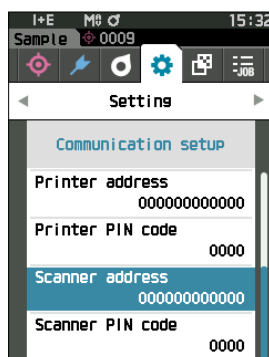 I+E M0 15:32
Sample 0009
JOB
Setting
Communication setup
Printer address
000000000000
Printer PIN code
0000
Scanner address
000000000000
Scanner PIN code
0000